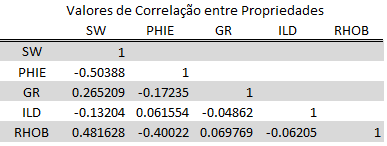 Valores de Correlação entre Propriedades
SW PHIE GR ILD RHOB
SW 1
PHIE -0.50388 1
GR 0.265209 -0.17235 1
ILD -0.13204 0.061554 -0.04862 1
RHOB 0.481628 -0.40022 0.069769 -0.06205 1